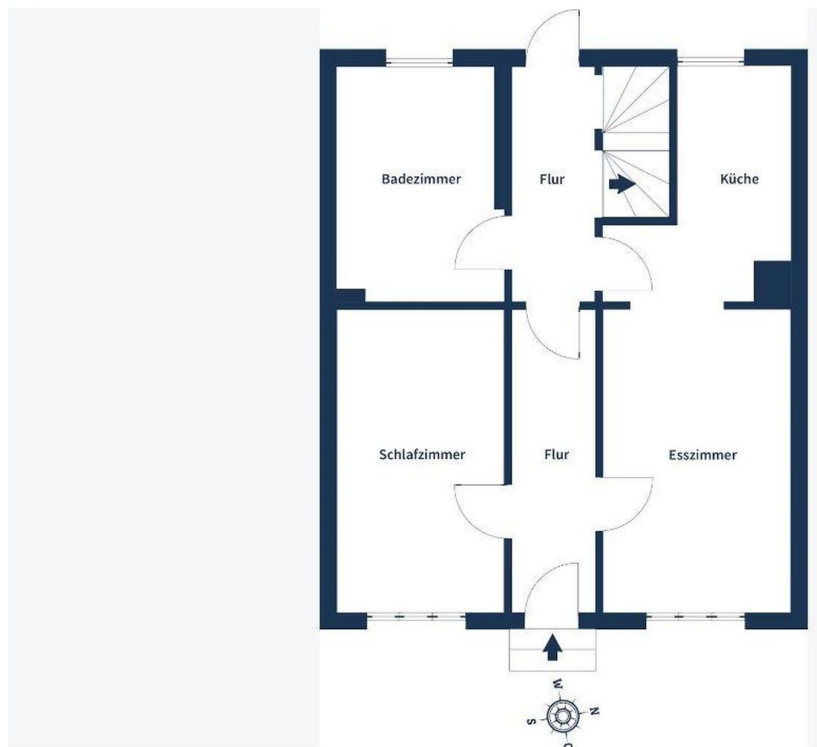 Badezimmer
Flur
Küche
Schlafzimmer
Flur
Esszimmer
W
N
S
O